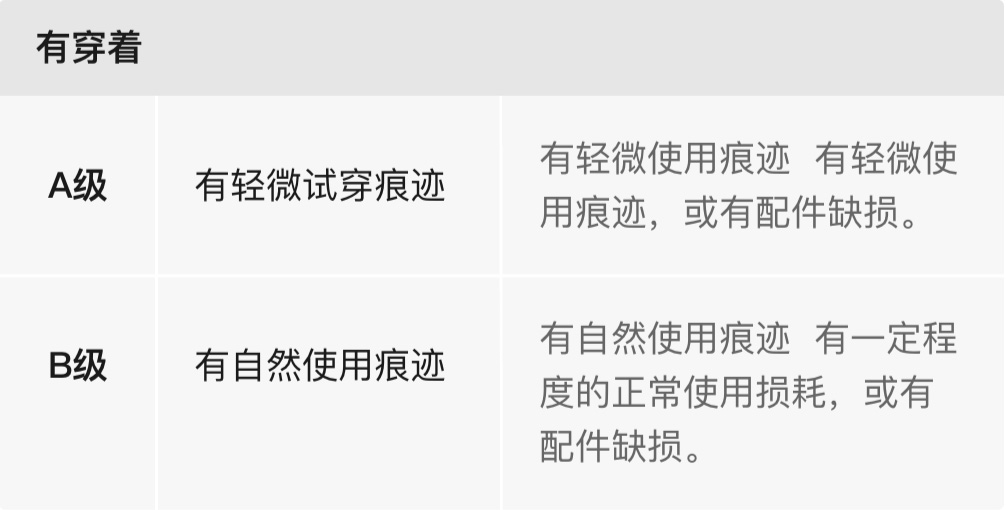 有穿着
A级
有轻微试穿痕迹
有轻微使用痕迹 有轻微使
用痕迹，或有配件缺损。
B级
有自然使用痕迹
有自然使用痕迹 有一定程
度的正常使用损耗，或有
配件缺损。